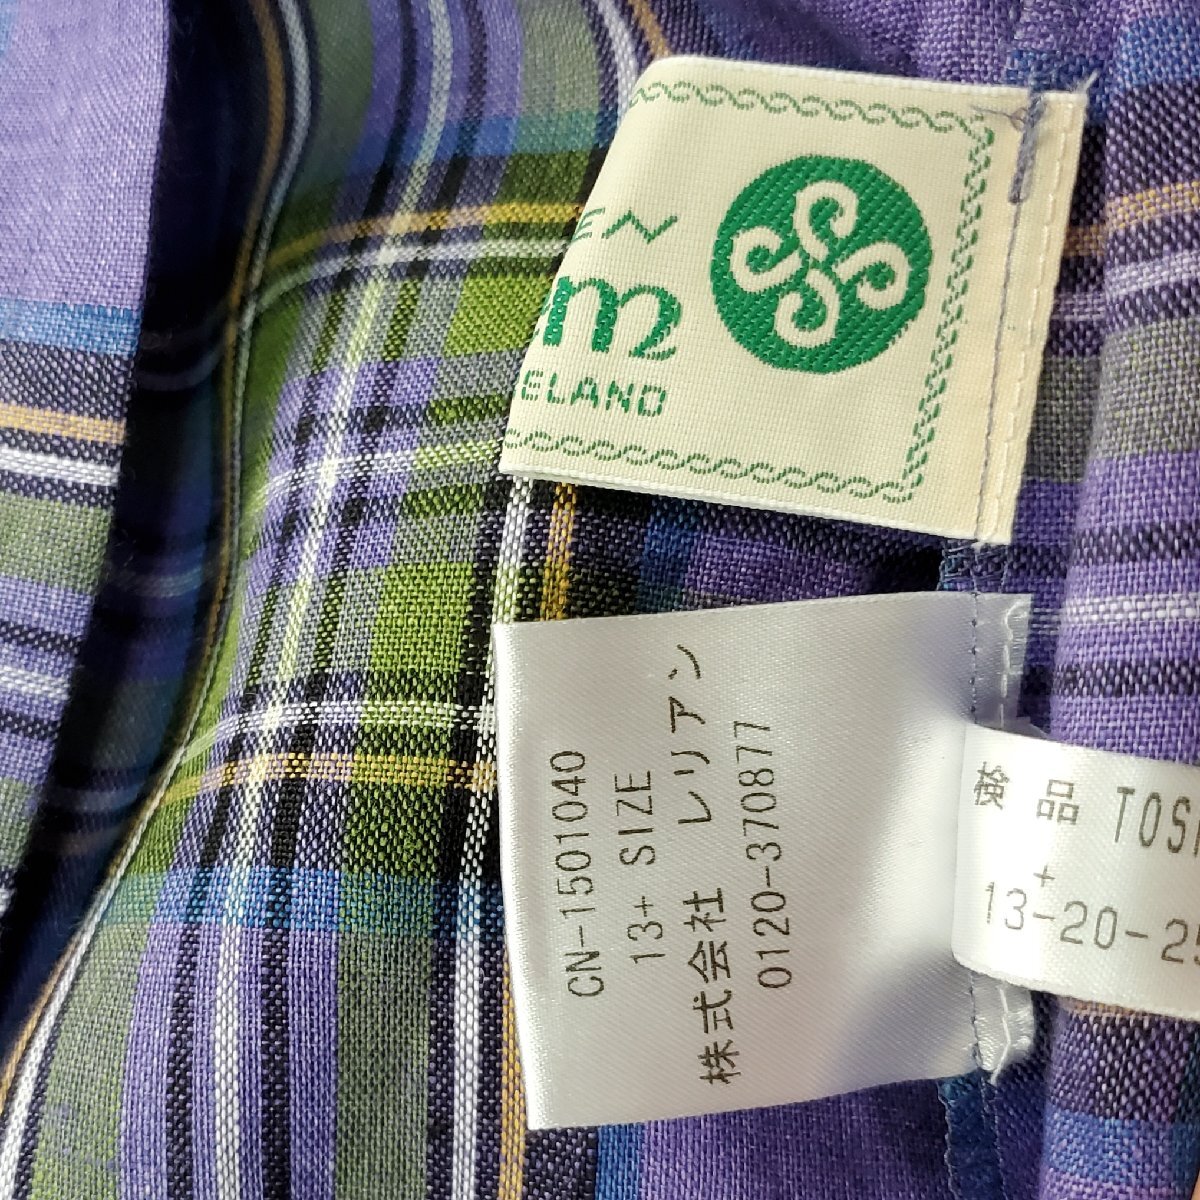 ELAND
CN-1501040
13+ SIZE
株式会社 レリアン
0120-370877
検 品
+
13-20-25